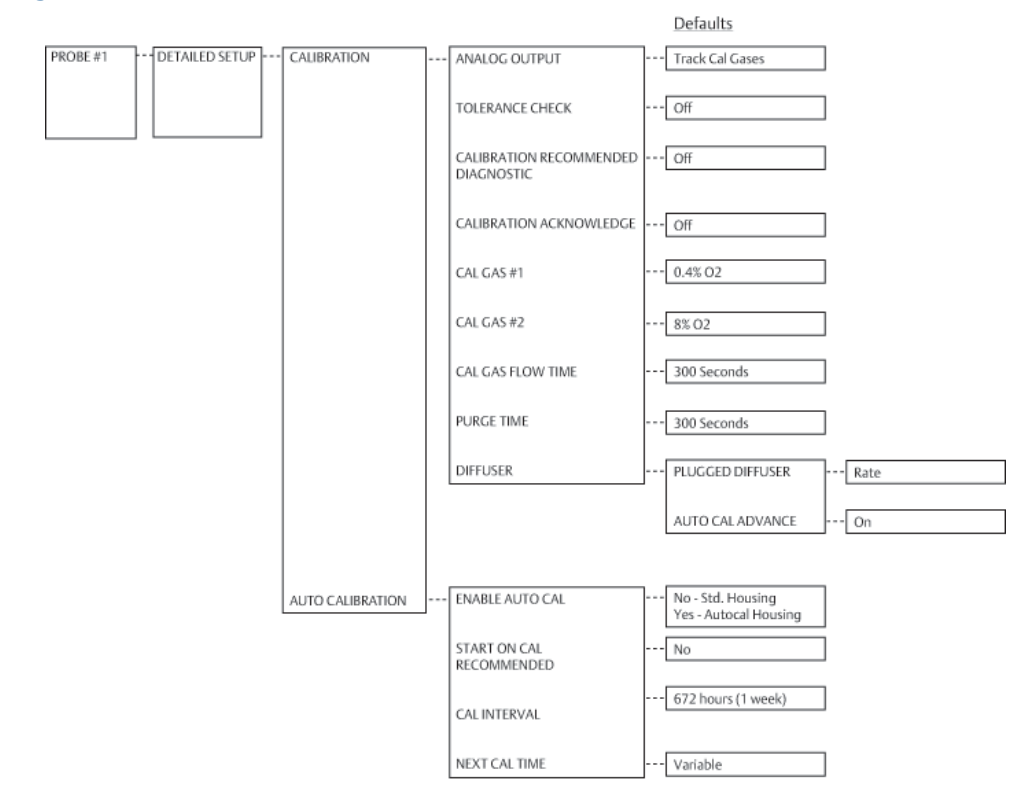 Defaults
PROBE #1
DETAILED SETUP
CALIBRATION
ANALOG OUTPUT
Track Cal Gases
TOLERANCE CHECK
Off
CALIBRATION RECOMMENDED
DIAGNOSTIC
Off
CALIBRATION ACKNOWLEDGE
Off
CAL GAS #1
0.4% O2
CAL GAS #2
8% O2
CAL GAS FLOW TIME
300 Seconds
PURGE TIME
300 Seconds
DIFFUSER
PLUGGED DIFFUSER
Rate
AUTO CAL ADVANCE
On
AUTO CALIBRATION
ENABLE AUTO CAL
No - Std. Housing
Yes - Autocal Housing
START ON CAL
RECOMMENDED
No
CAL INTERVAL
672 hours (1 week)
NEXT CAL TIME
Variable